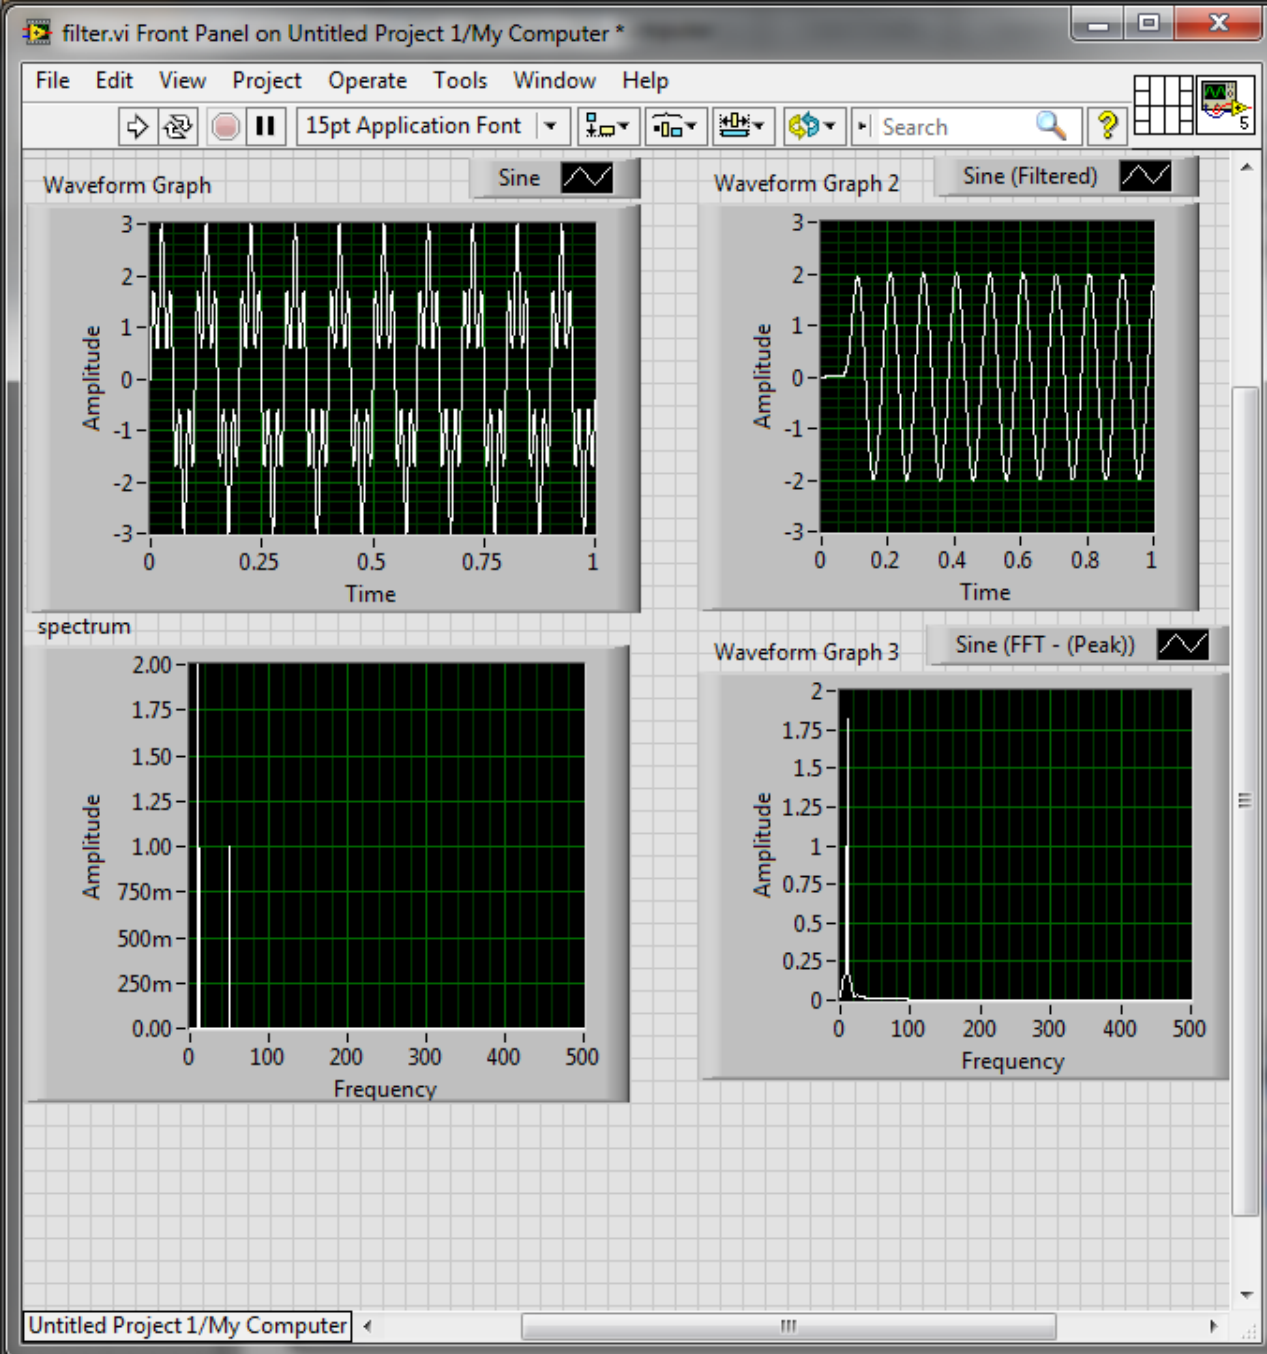 filter.vi Front Panel on Untitled Project 1/My Computer *
File Edit View Project Operate Tools Window Help
15pt Application Font
Search
5
Waveform Graph
Sine
3
2
1
0
-1
-2
-3
Amplitude
0 0.25 0.5 0.75 1
Time
Waveform Graph 2
Sine (Filtered)
3
2
1
0
-1
-2
-3
Amplitude
0 0.2 0.4 0.6 0.8 1
Time
spectrum
2.00
1.75
1.50
1.25
1.00
750m
500m
250m
0.00
Amplitude
0 100 200 300 400 500
Frequency
Waveform Graph 3
Sine (FFT - (Peak))
2
1.75
1.5
1.25
1
0.75
0.5
0.25
0
Amplitude
0 100 200 300 400 500
Frequency
Untitled Project 1/My Computer